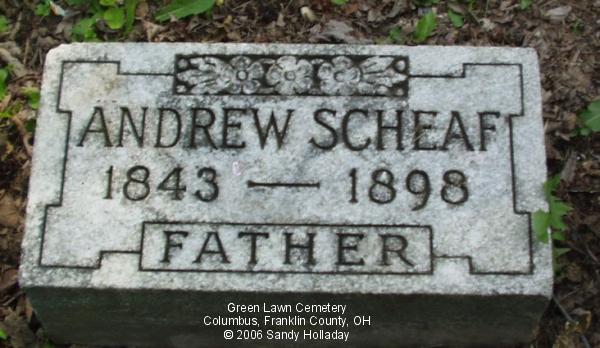 ANDREW SCHEAF
1843 — 1898
FATHER
Green Lawn Cemetery
Columbus, Franklin County, OH
© 2006 Sandy Holladay